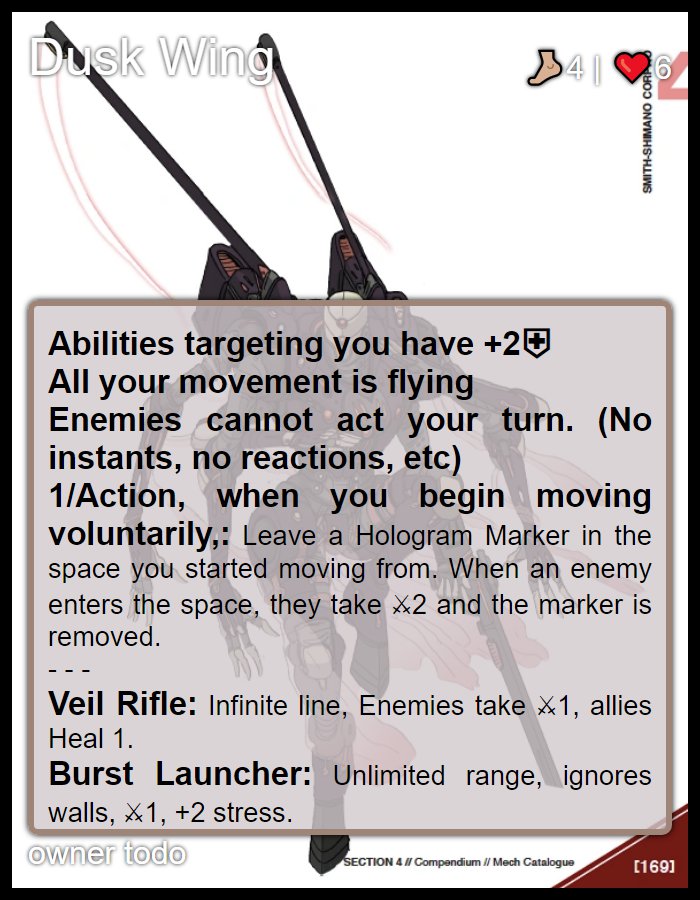 Dusk Wing
🦶4 | ❤️6
SMITH-SHIMANO CORPRO
4
Abilities targeting you have +2
All your movement is flying
Enemies cannot act your turn. (No
instants, no reactions, etc)
1/Action, when you begin moving
voluntarily,: Leave a Hologram Marker in the
space you started moving from. When an enemy
enters the space, they take ⚔2 and the marker is
removed.
- - -
Veil Rifle: Infinite line, Enemies take ⚔1, allies
Heal 1.
Burst Launcher: Unlimited range, ignores
walls, ⚔1, +2 stress.
owner todo
SECTION 4 // Compendium // Mech Catalogue
[169]